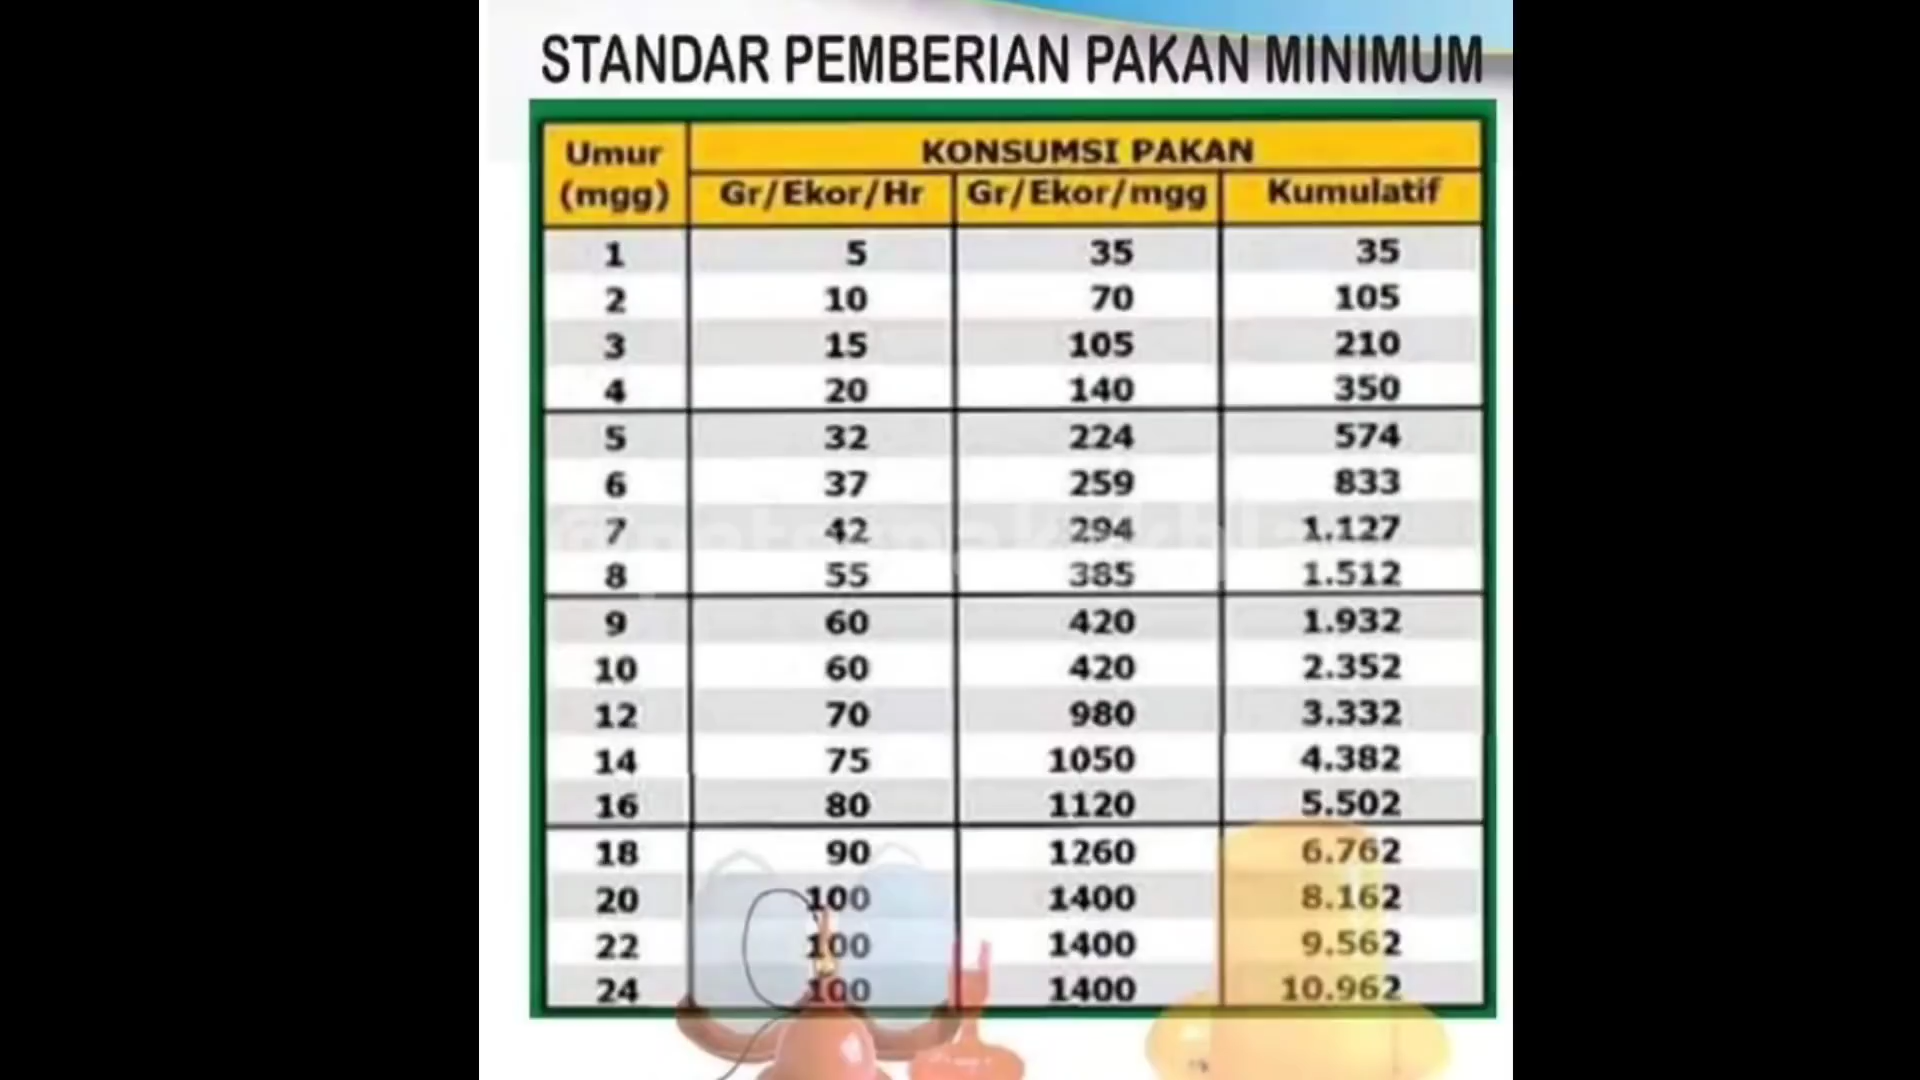 STANDAR PEMBERIAN PAKAN MINIMUM
Umur (mgg) KONSUMSI PAKAN
Gr/Ekor/Hr Gr/Ekor/mgg Kumulatif
1 5 35 35
2 10 70 105
3 15 105 210
4 20 140 350
5 32 224 574
6 37 259 833
7 42 294 1.127
8 55 385 1.512
9 60 420 1.932
10 60 420 2.352
12 70 980 3.332
14 75 1050 4.382
16 80 1120 5.502
18 90 1260 6.762
20 100 1400 8.162
22 100 1400 9.562
24 100 1400 10.962